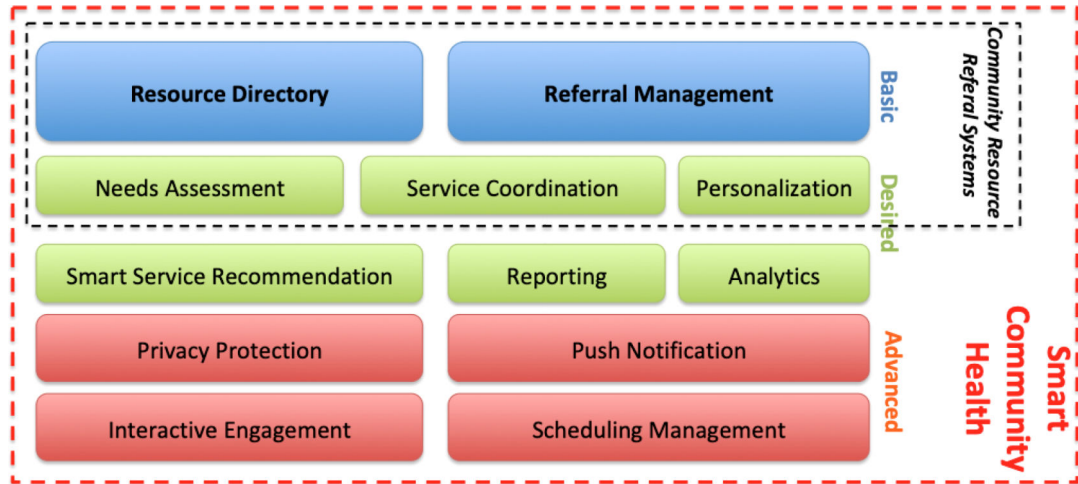 Resource Directory
Referral Management
Basic
Community Resource
Referal Systems
Needs Assessment
Service Coordination
Personalization
Desired
Smart Service Recommendation
Reporting
Analytics
Privacy Protection
Push Notification
Advanced
Interactive Engagement
Scheduling Management
Smart
Community
Health